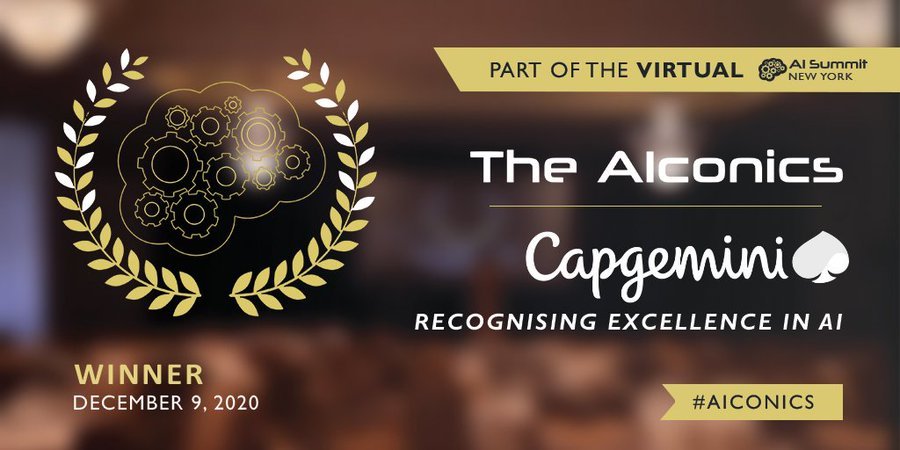 PART OF THE VIRTUAL AI Summit NEW YORK
The AIconics
Capgemini
RECOGNISING EXCELLENCE IN AI
WINNER
DECEMBER 9, 2020
#AICONICS